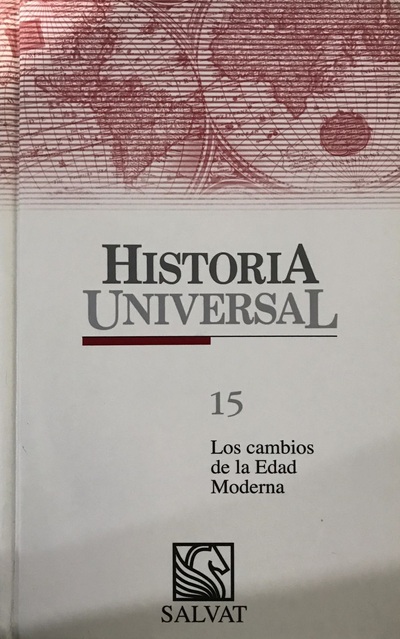 HISTORIA
UNIVERSAL
15
Los cambios
de la Edad
Moderna
SALVAT